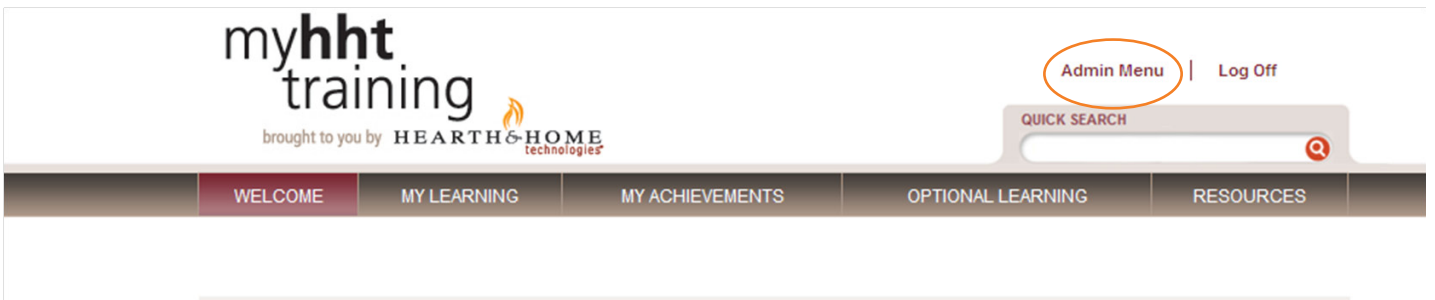 myhht
training
brought to you by HEARTH & HOME
technologies
Admin Menu | Log Off
QUICK SEARCH
WELCOME MY LEARNING MY ACHIEVEMENTS OPTIONAL LEARNING RESOURCES